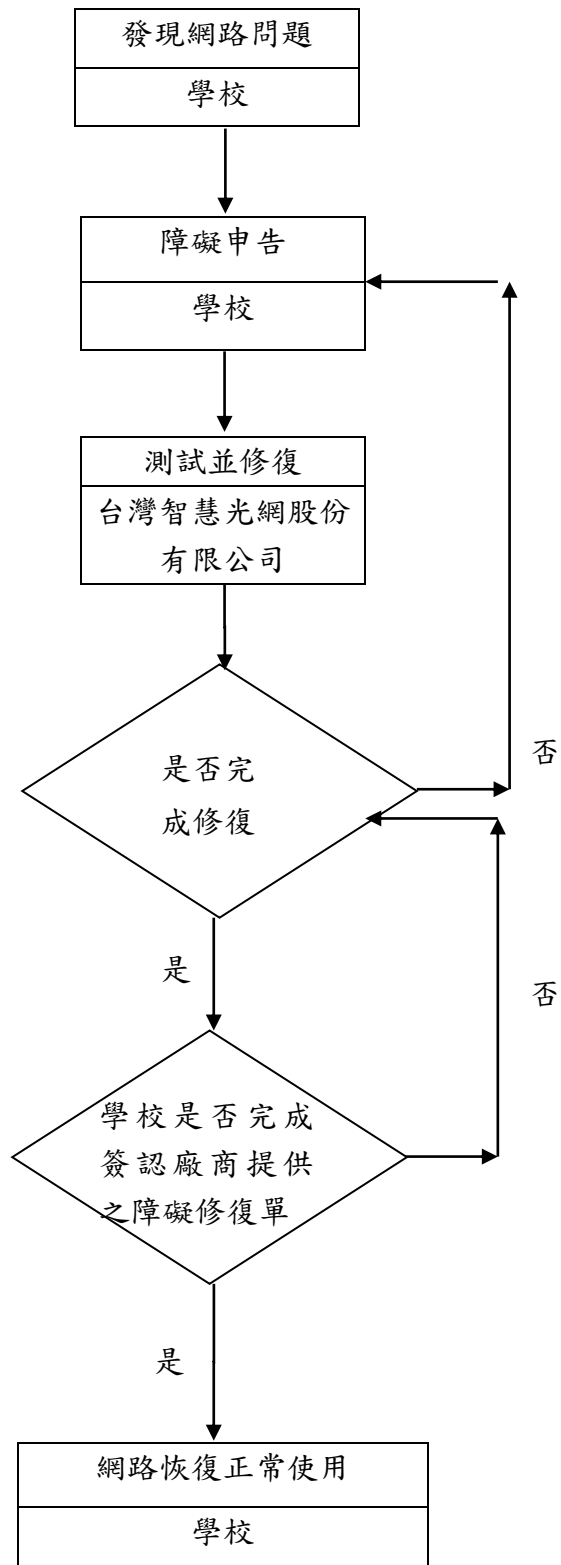 發現網路問題
學校
障礙申告
學校
測試並修復
台灣智慧光網股份
有限公司
是否完
成修復
否
是
否
學校是否完成
簽認廠商提供
之障礙修復單
是
網路恢復正常使用
學校